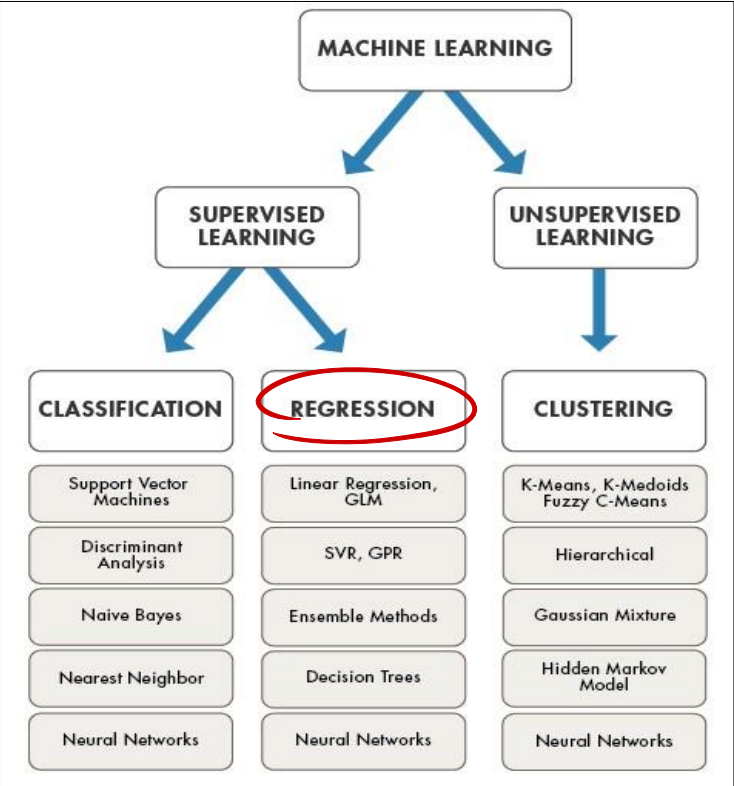 MACHINE LEARNING
SUPERVISED
LEARNING
UNSUPERVISED
LEARNING
CLASSIFICATION
Support Vector
Machines
Discriminant
Analysis
Naive Bayes
Nearest Neighbor
Neural Networks
REGRESSION
Linear Regression,
GLM
SVR, GPR
Ensemble Methods
Decision Trees
Neural Networks
CLUSTERING
K-Means, K-Medoids
Fuzzy C-Means
Hierarchical
Gaussian Mixture
Hidden Markov
Model
Neural Networks